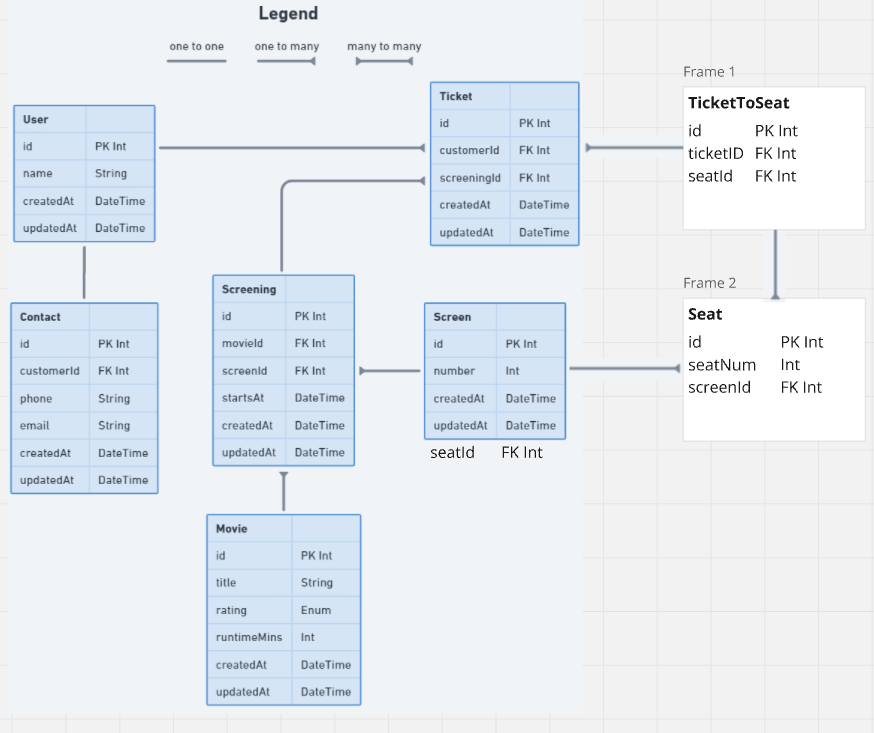 Legend
one to one
one to many
many to many
User
id PK Int
name String
createdAt DateTime
updatedAt DateTime
Ticket
id PK Int
customerId FK Int
screeningId FK Int
createdAt DateTime
updatedAt DateTime
Frame 1
TicketToSeat
id PK Int
ticketID FK Int
seatId FK Int
Contact
id PK Int
customerId FK Int
phone String
email String
createdAt DateTime
updatedAt DateTime
Screening
id PK Int
movieId FK Int
screenId FK Int
startsAt DateTime
createdAt DateTime
updatedAt DateTime
Screen
id PK Int
number Int
createdAt DateTime
updatedAt DateTime
seatId FK Int
Frame 2
Seat
id PK Int
seatNum Int
screenId FK Int
Movie
id PK Int
title String
rating Enum
runtimeMins Int
createdAt DateTime
updatedAt DateTime